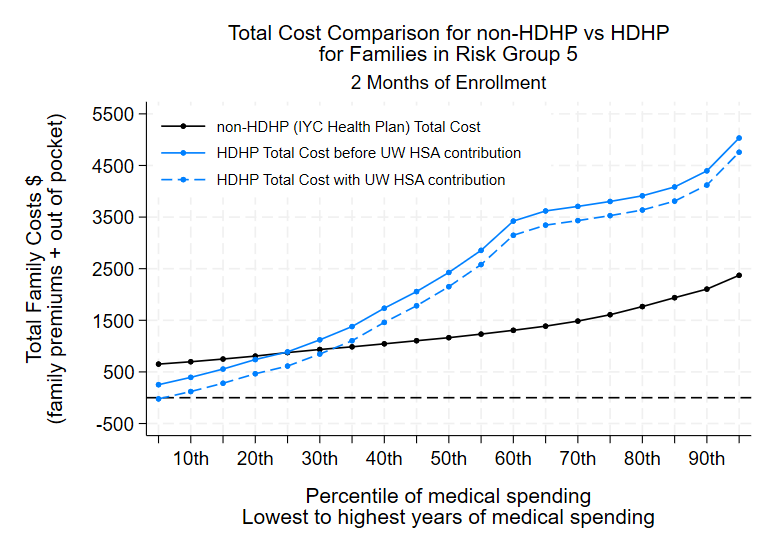 Total Cost Comparison for non-HDHP vs HDHP
for Families in Risk Group 5
2 Months of Enrollment
non-HDHP (IYC Health Plan) Total Cost
HDHP Total Cost before UW HSA contribution
HDHP Total Cost with UW HSA contribution
Total Family Costs $
(family premiums + out of pocket)
5500
4500
3500
2500
1500
500
-500
10th 20th 30th 40th 50th 60th 70th 80th 90th
Percentile of medical spending
Lowest to highest years of medical spending